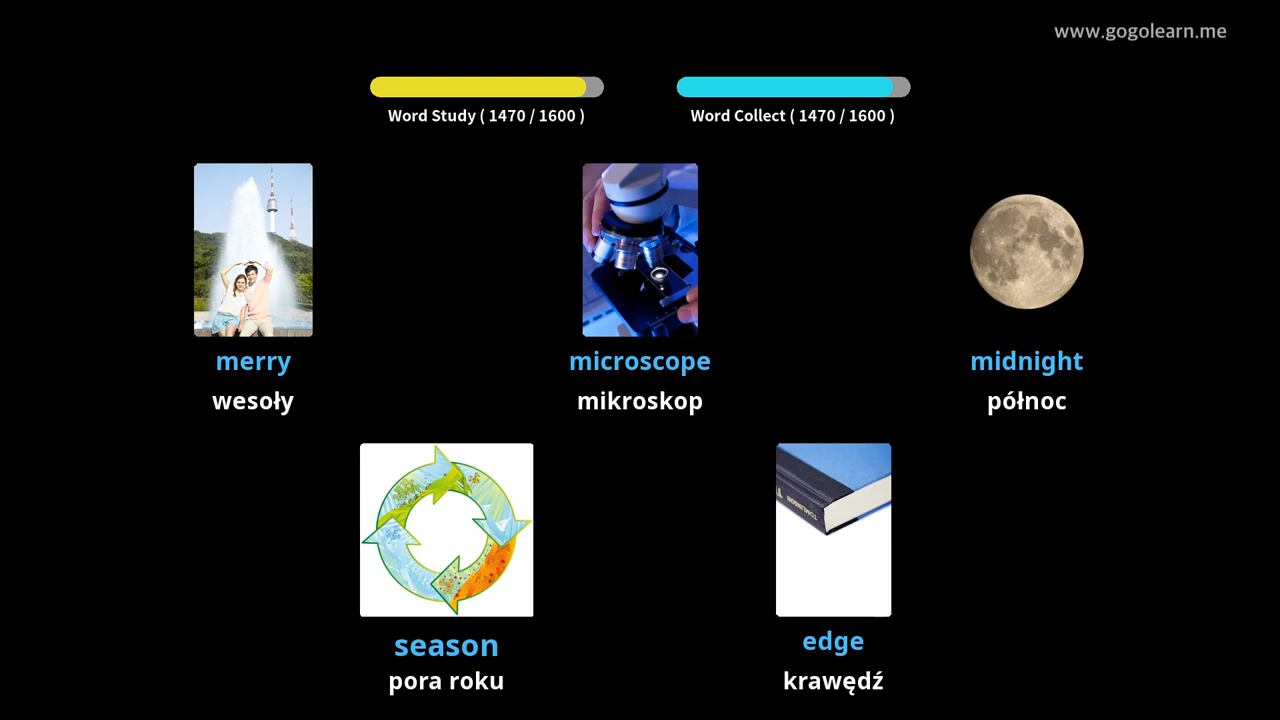 www.gogolearn.me
Word Study ( 1470 / 1600 )
Word Collect ( 1470 / 1600 )
merry
microscope
midnight
wesoły
mikroskop
północ
TOMLINSON
season
edge
pora roku
krawędź